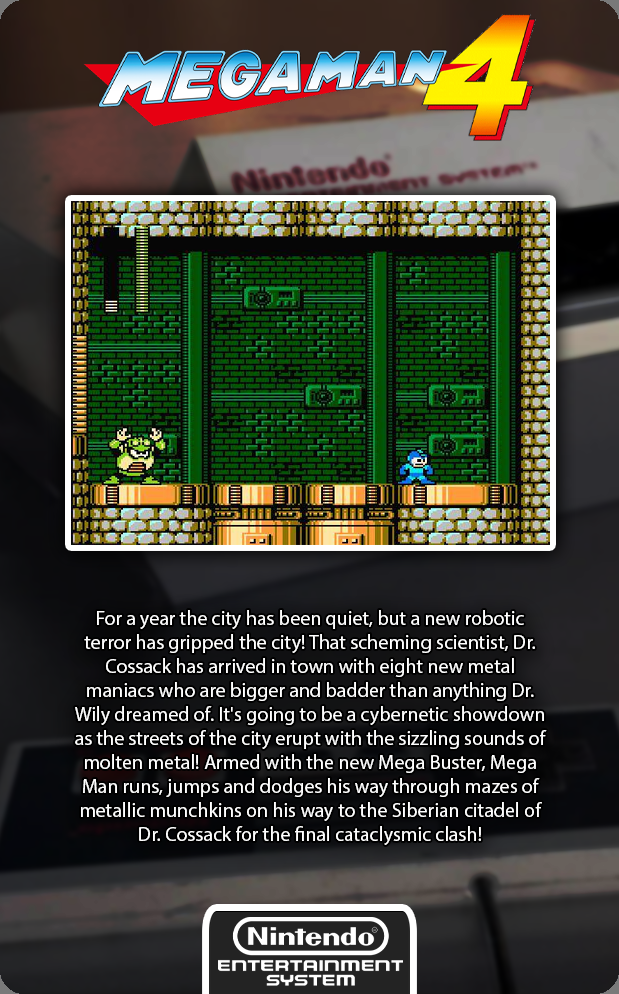 MEGAMAN 4
Nintendo
ENTERTAINMENT SYSTEM™
For a year the city has been quiet, but a new robotic
terror has gripped the city! That scheming scientist, Dr.
Cossack has arrived in town with eight new metal
maniacs who are bigger and badder than anything Dr.
Wily dreamed of. It's going to be a cybernetic showdown
as the streets of the city erupt with the sizzling sounds of
molten metal! Armed with the new Mega Buster, Mega
Man runs, jumps and dodges his way through mazes of
metallic munchkins on his way to the Siberian citadel of
Dr. Cossack for the final cataclysmic clash!
Nintendo®
ENTERTAINMENT
SYSTEM